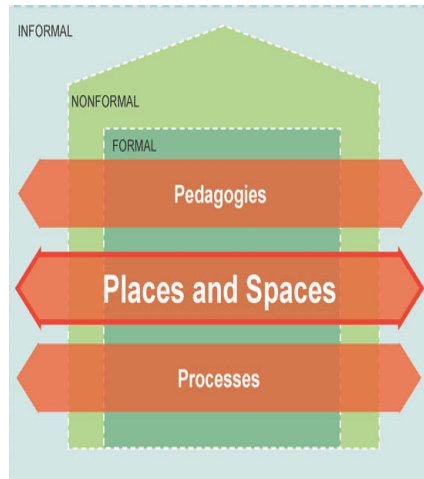 INFORMAL
NONFORMAL
FORMAL
Pedagogies
Places and Spaces
Processes